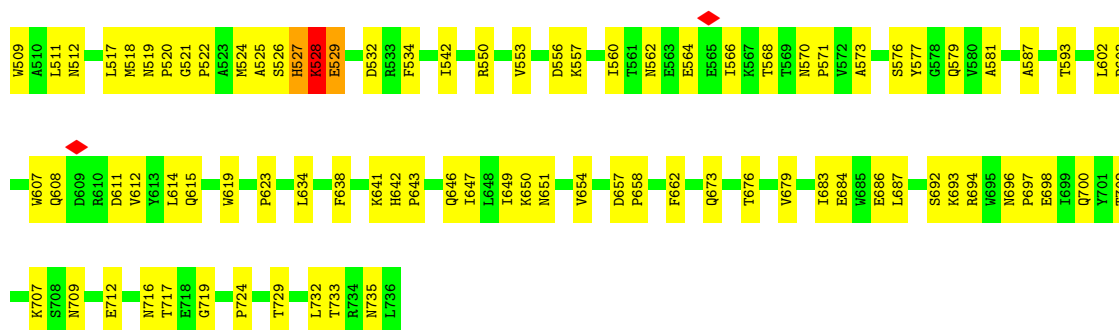 W509 A510 L511 N512 L517 M518 N519 P520 G521 P522 A523 M524 A525 S526 H527 K528 E529 D532 R533 F534 I542 R550 V553 D556 K557 I560 T561 N562 E563 E564 E565 I566 K567 T568 T569 N570 P571 V572 A573 S576 Y577 G578 Q579 V580 A581 A587 T593 L602
W607 Q608 D609 R610 D611 V612 Y613 L614 Q615 W619 P623 L634 F638 K641 H642 P643 Q646 I647 L648 I649 K650 N651 V654 D657 P658 F662 Q673 T676 V679 I683 E684 W685 E686 L687 S692 K693 R694 W695 N696 P697 E698 I699 Q700 Y701
K707 S708 N709 E712 N716 T717 E718 G719 P724 T729 L732 T733 R734 N735 L736